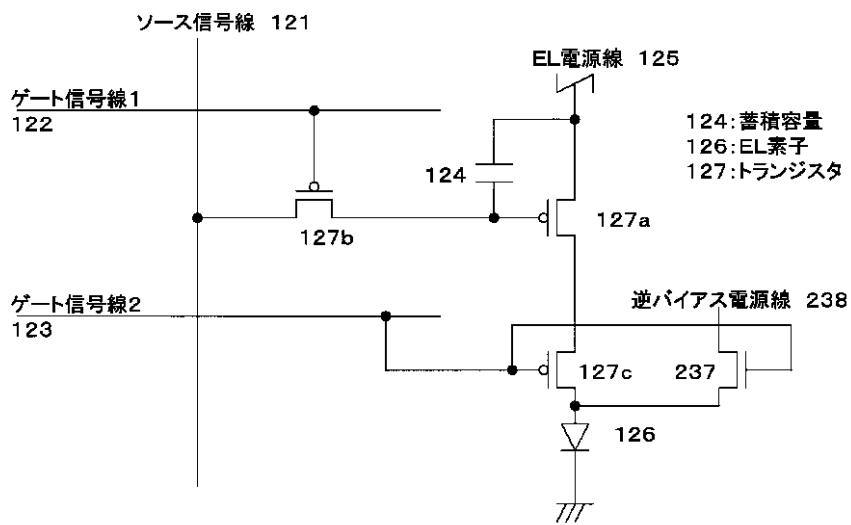 ソース信号線 121
EL電源線 125
ゲート信号線1
122
124:蓄積容量
126:EL素子
127:トランジスタ
124
127b
127a
ゲート信号線2
123
逆バイアス電源線 238
127c
237
126